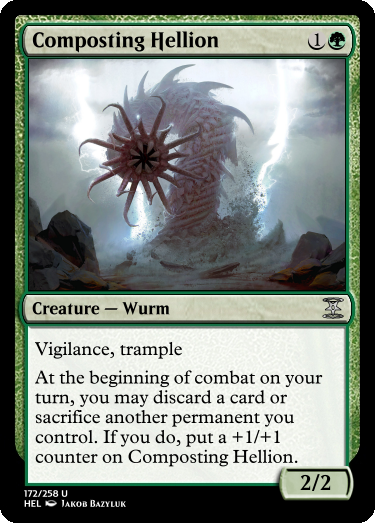 Composting Hellion 1
Creature — Wurm
Vigilance, trample
At the beginning of combat on your
turn, you may discard a card or
sacrifice another permanent you
control. If you do, put a +1/+1
counter on Composting Hellion.
2/2
172/258 U
HEL Jakob Bazyluk